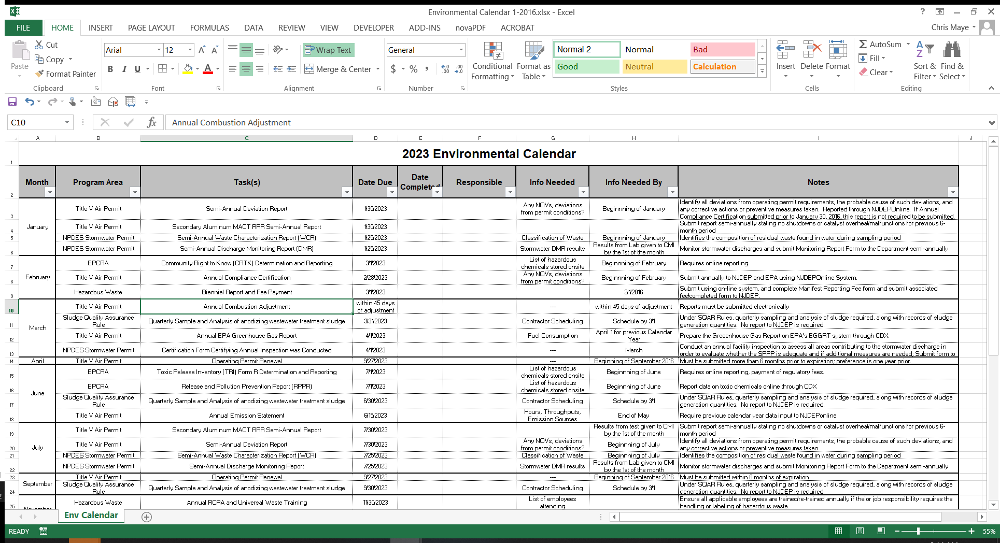 Environmental Calendar 1-2016.xlsx - Excel
?
FILE HOME INSERT PAGE LAYOUT FORMULAS DATA REVIEW VIEW DEVELOPER ADD-INS novaPDF ACROBAT Chris Maye
Paste Cut Copy Format Painter
Clipboard
Arial 12
B I U
Font
Wrap Text
Merge & Center
Alignment
General
$ % ,
Number
Conditional Formatting
Format as Table
Normal 2 Normal Bad
Good Neutral Calculation
Styles
Insert Delete Format
Cells
AutoSum
Fill
Clear
Sort & Filter
Find & Select
Editing
C10 fx Annual Combustion Adjustment
A B C D E F G H I J
1 2023 Environmental Calendar
2 Month Program Area Task(s) Date Due Date Completed Responsible Info Needed Info Needed By Notes
January
3 Title V Air Permit Semi-Annual Deviation Report 1/30/2023 Any NOVs, deviations from permit conditions? Beginnning of January Identify all deviations from operating permit requirements, the probable cause of such deviations, and any corrective actions or preventive measures taken. Reported through NJDEPOnline. If Annual Compliance Certification submitted prior to January 30, 2016, this report is not required to be submitted.
4 Title V Air Permit Secondary Aluminum MACT RRR Semi-Annual Report 1/30/2023 Submit report semi-annually stating no shutdowns or catalyst overheat/malfunctions for previous 6-month period
5 NPDES Stormwater Permit Semi-Annual Waste Characterization Report (WCR) 1/25/2023 Classification of Waste Beginnning of January Identifies the composition of residual waste found in water during sampling period
6 NPDES Stormwater Permit Semi-Annual Discharge Monitoring Report (DMR) 1/25/2023 Stormwater DMR results Results from Lab given to CMI by the 1st of the month Monitor stormwater discharges and submit Monitoring Report Form to the Department semi-annually
February
7 EPCRA Community Right to Know (CRTK) Determination and Reporting 3/1/2023 List of hazardous chemicals stored onsite Beginnning of February Requires online reporting.
8 Title V Air Permit Annual Compliance Certification 2/28/2023 Any NOVs, deviations from permit conditions? Beginnning of February Submit annually to NJDEP and EPA using NJDEPOnline System.
9 Hazardous Waste Biennial Report and Fee Payment 3/1/2023 2/1/2016 Submit using on-line system, and complete Manifest Reporting Fee form and submit associated fee/completed form to NJDEP.
March
10 Title V Air Permit Annual Combustion Adjustment within 45 days of adjustment --- within 45 days of adjustment Reports must be submitted electronically
11 Sludge Quality Assurance Rule Quarterly Sample and Analysis of anodizing wastewater treatment sludge 3/31/2023 Contractor Scheduling Schedule by 3/1 Under SQAR Rules, quarterly sampling and analysis of sludge required, along with records of sludge generation quantities. No report to NJDEP is required.
12 Title V Air Permit Annual EPA Greenhouse Gas Report 4/1/2023 Fuel Consumption April 1 for previous Calendar Year Prepare the Greeenhouse Gas Report on EPA's EGGRT system through CDX.
13 NPDES Stormwater Permit Certification Form Certifying Annual Inspection was Conducted 4/1/2023 --- March Conduct an annual facility inspection to assess all areas contributing to the stormwater discharge in order to evaluate whether the SPPP is adequate and if additional measures are needed; Submit form to
14 April Title V Air Permit Operating Permit Renewal 9/27/2023 --- Beginning of September 2016 Must be submitted more than 6 months prior to expiration; preference is one year prior.
June
15 EPCRA Toxic Release Inventory (TRI) Form R Determination and Reporting 7/1/2023 List of hazardous chemicals stored onsite Beginnning of June Requires online reporting, payment of regulatory fees.
16 EPCRA Release and Pollution Prevention Report (RPPR) 7/1/2023 List of hazardous chemicals stored onsite Beginnning of June Report data on toxic chemicals online through CDX
17 Sludge Quality Assurance Rule Quarterly Sample and Analysis of anodizing wastewater treatment sludge 6/30/2023 Contractor Scheduling Schedule by 3/1 Under SQAR Rules, quarterly sampling and analysis of sludge required, along with records of sludge generation quantities. No report to NJDEP is required.
18 Title V Air Permit Annual Emission Statement 6/15/2023 Hours, Throughputs, Emission Sources End of May Require previous calendar year data input to NJDEPonline
July
19 Title V Air Permit Secondary Aluminum MACT RRR Semi-Annual Report 7/30/2023 Results from test given to CMI by the 1st of the month Submit report semi-annually stating no shutdowns or catalyst overheat/malfunctions for previous 6-month period
20 Title V Air Permit Semi-Annual Deviation Report 7/30/2023 Any NOVs, deviations from permit conditions? Beginnning of July Identify all deviations from operating permit requirements, the probable cause of such deviations, and any corrective actions or preventive measures taken
21 NPDES Stormwater Permit Semi-Annual Waste Characterization Report (WCR) 7/25/2023 Classification of Waste Beginnning of July Identifies the composition of residual waste found in water during sampling period
22 NPDES Stormwater Permit Semi-Annual Discharge Monitoring Report 7/25/2023 Stormwater DMR results Results from Lab given to CMI by the 1st of the month Monitor stormwater discharges and submit Monitoring Report Form to the Department semi-annually
September
23 Title V Air Permit Operating Permit Renewal 9/27/2023 --- Beginning of September 2016 Must be submitted within 6 months of expiration
24 Sludge Quality Assurance Rule Quarterly Sample and Analysis of anodizing wastewater treatment sludge 9/30/2023 Contractor Scheduling Schedule by 3/1 Under SQAR Rules, quarterly sampling and analysis of sludge required, along with records of sludge generation quantities. No report to NJDEP is required.
25 November Hazardous Waste Annual RCRA and Universal Waste Training 11/30/2023 List of employees attending Ensure all applicable employees are trained/re-trained annually if theior job responsibility requires the handling or labeling of hazardous waste.
Env Calendar
READY 55%